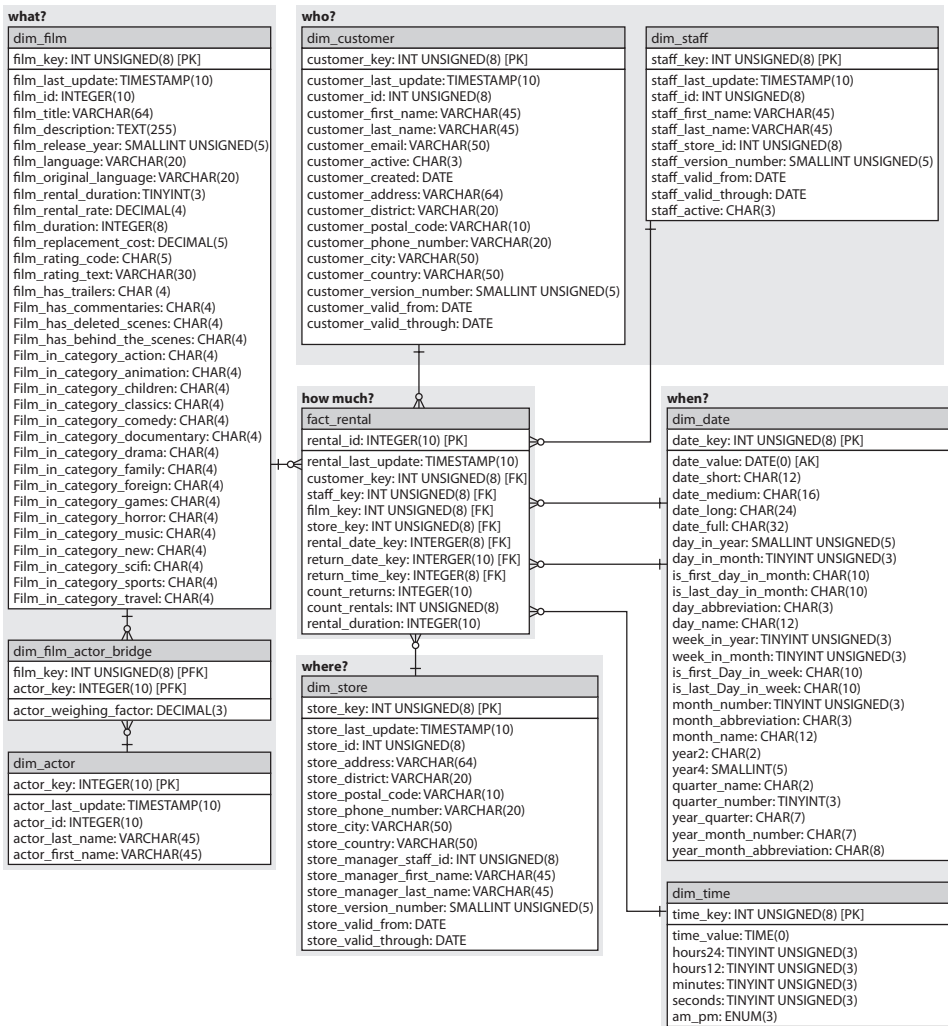 what?
dim_film
film_key: INT UNSIGNED(8) [PK]
film_last_update: TIMESTAMP(10)
film_id: INTEGER(10)
film_title: VARCHAR(64)
film_description: TEXT(255)
film_release_year: SMALLINT UNSIGNED(5)
film_language: VARCHAR(20)
film_original_language: VARCHAR(20)
film_rental_duration: TINYINT(3)
film_rental_rate: DECIMAL(4)
film_duration: INTEGER(8)
film_replacement_cost: DECIMAL(5)
film_rating_code: CHAR(5)
film_rating_text: VARCHAR(30)
film_has_trailers: CHAR (4)
Film_has_commentaries: CHAR(4)
Film_has_deleted_scenes: CHAR(4)
Film_has_behind_the_scenes: CHAR(4)
Film_in_category_action: CHAR(4)
Film_in_category_animation: CHAR(4)
Film_in_category_children: CHAR(4)
Film_in_category_classics: CHAR(4)
Film_in_category_comedy: CHAR(4)
Film_in_category_documentary: CHAR(4)
Film_in_category_drama: CHAR(4)
Film_in_category_family: CHAR(4)
Film_in_category_foreign: CHAR(4)
Film_in_category_games: CHAR(4)
Film_in_category_horror: CHAR(4)
Film_in_category_music: CHAR(4)
Film_in_category_new: CHAR(4)
Film_in_category_scifi: CHAR(4)
Film_in_category_sports: CHAR(4)
Film_in_category_travel: CHAR(4)
dim_film_actor_bridge
film_key: INT UNSIGNED(8) [PFK]
actor_key: INTEGER(10) [PFK]
actor_weighing_factor: DECIMAL(3)
dim_actor
actor_key: INTEGER(10) [PK]
actor_last_update: TIMESTAMP(10)
actor_id: INTEGER(10)
actor_last_name: VARCHAR(45)
actor_first_name: VARCHAR(45)
who?
dim_customer
customer_key: INT UNSIGNED(8) [PK]
customer_last_update: TIMESTAMP(10)
customer_id: INT UNSIGNED(8)
customer_first_name: VARCHAR(45)
customer_last_name: VARCHAR(45)
customer_email: VARCHAR(50)
customer_active: CHAR(3)
customer_created: DATE
customer_address: VARCHAR(64)
customer_district: VARCHAR(20)
customer_postal_code: VARCHAR(10)
customer_phone_number: VARCHAR(20)
customer_city: VARCHAR(50)
customer_country: VARCHAR(50)
customer_version_number: SMALLINT UNSIGNED(5)
customer_valid_from: DATE
customer_valid_through: DATE
dim_staff
staff_key: INT UNSIGNED(8) [PK]
staff_last_update: TIMESTAMP(10)
staff_id: INT UNSIGNED(8)
staff_first_name: VARCHAR(45)
staff_last_name: VARCHAR(45)
staff_store_id: INT UNSIGNED(8)
staff_version_number: SMALLINT UNSIGNED(5)
staff_valid_from: DATE
staff_valid_through: DATE
staff_active: CHAR(3)
how much?
fact_rental
rental_id: INTEGER(10) [PK]
rental_last_update: TIMESTAMP(10)
customer_key: INT UNSIGNED(8) [FK]
staff_key: INT UNSIGNED(8) [FK]
film_key: INT UNSIGNED(8) [FK]
store_key: INT UNSIGNED(8) [FK]
rental_date_key: INTERGER(8) [FK]
return_date_key: INTERGER(10) [FK]
return_time_key: INTEGER(8) [FK]
count_returns: INTEGER(10)
count_rentals: INT UNSIGNED(8)
rental_duration: INTEGER(10)
where?
dim_store
store_key: INT UNSIGNED(8) [PK]
store_last_update: TIMESTAMP(10)
store_id: INT UNSIGNED(8)
store_address: VARCHAR(64)
store_district: VARCHAR(20)
store_postal_code: VARCHAR(10)
store_phone_number: VARCHAR(20)
store_city: VARCHAR(50)
store_country: VARCHAR(50)
store_manager_staff_id: INT UNSIGNED(8)
store_manager_first_name: VARCHAR(45)
store_manager_last_name: VARCHAR(45)
store_version_number: SMALLINT UNSIGNED(5)
store_valid_from: DATE
store_valid_through: DATE
when?
dim_date
date_key: INT UNSIGNED(8) [PK]
date_value: DATE(0) [AK]
date_short: CHAR(12)
date_medium: CHAR(16)
date_long: CHAR(24)
date_full: CHAR(32)
day_in_year: SMALLINT UNSIGNED(5)
day_in_month: TINYINT UNSIGNED(3)
is_first_day_in_month: CHAR(10)
is_last_day_in_month: CHAR(10)
day_abbreviation: CHAR(3)
day_name: CHAR(12)
week_in_year: TINYINT UNSIGNED(3)
week_in_month: TINYINT UNSIGNED(3)
is_first_Day_in_week: CHAR(10)
is_last_Day_in_week: CHAR(10)
month_number: TINYINT UNSIGNED(3)
month_abbreviation: CHAR(3)
month_name: CHAR(12)
year2: CHAR(2)
year4: SMALLINT(5)
quarter_name: CHAR(2)
quarter_number: TINYINT(3)
year_quarter: CHAR(7)
year_month_number: CHAR(7)
year_month_abbreviation: CHAR(8)
dim_time
time_key: INT UNSIGNED(8) [PK]
time_value: TIME(0)
hours24: TINYINT UNSIGNED(3)
hours12: TINYINT UNSIGNED(3)
minutes: TINYINT UNSIGNED(3)
seconds: TINYINT UNSIGNED(3)
am_pm: ENUM(3)